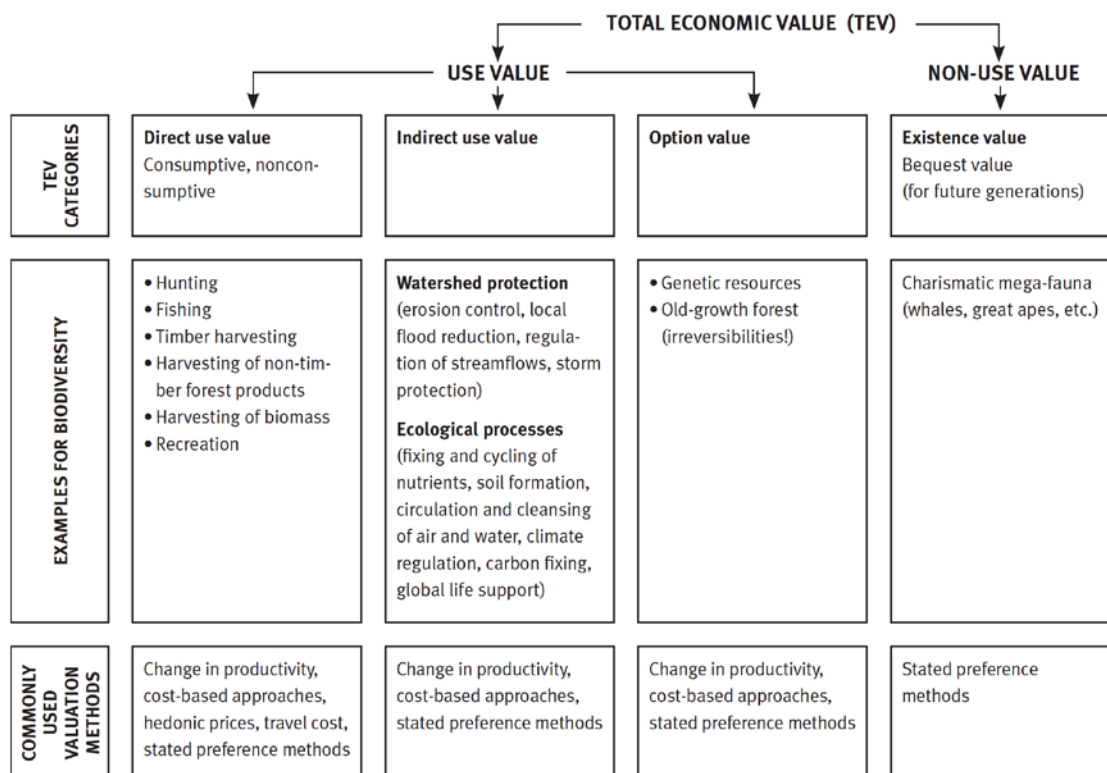 TOTAL ECONOMIC VALUE (TEV)
USE VALUE
NON-USE VALUE
TEV
CATEGORIES
Direct use value
Consumptive, noncon-
sumptive
Indirect use value
Option value
Existence value
Bequest value
(for future generations)
EXAMPLES FOR BIODIVERSITY
• Hunting
• Fishing
• Timber harvesting
• Harvesting of non-tim-
ber forest products
• Harvesting of biomass
• Recreation
Watershed protection
(erosion control, local
flood reduction, regula-
tion of streamflows, storm
protection)
Ecological processes
(fixing and cycling of
nutrients, soil formation,
circulation and cleansing
of air and water, climate
regulation, carbon fixing,
global life support)
• Genetic resources
• Old-growth forest
(irreversibilities!)
Charismatic mega-fauna
(whales, great apes, etc.)
COMMONLY
USED
VALUATION
METHODS
Change in productivity,
cost-based approaches,
hedonic prices, travel cost,
stated preference methods
Change in productivity,
cost-based approaches,
stated preference methods
Change in productivity,
cost-based approaches,
stated preference methods
Stated preference
methods